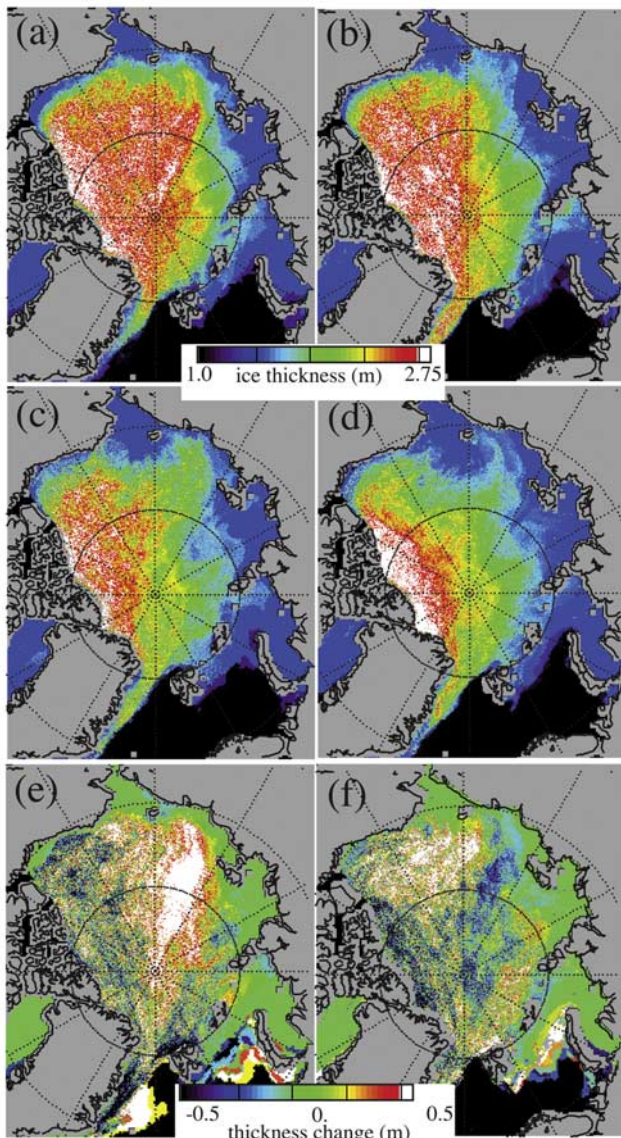 (a) (b)
1.0 ice thickness (m) 2.75
(c) (d)
(e) (f)
-0.5 0. 0.5
thickness change (m)